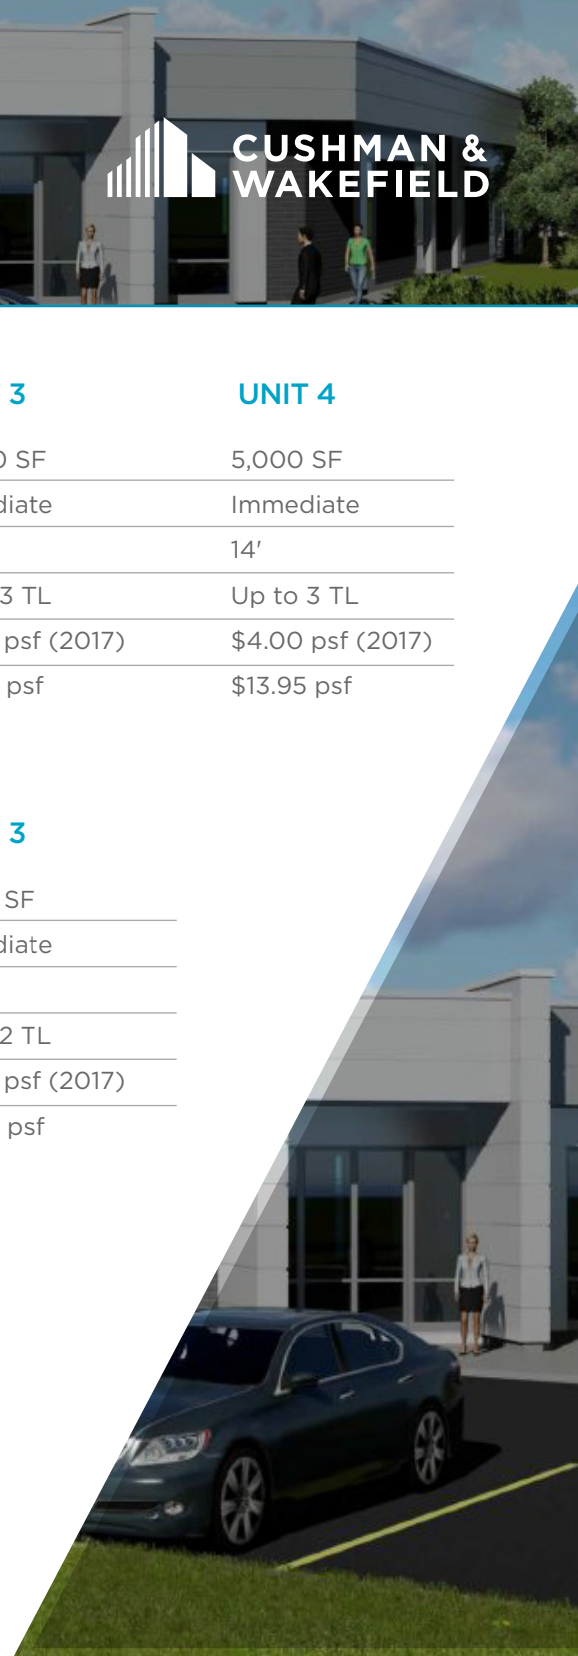 CUSHMAN &
WAKEFIELD
3 UNIT 4
SF 5,000 SF
Immediate
14'
3 TL Up to 3 TL
psf (2017) $4.00 psf (2017)
psf $13.95 psf
3
SF
2 TL
psf (2017)
psf